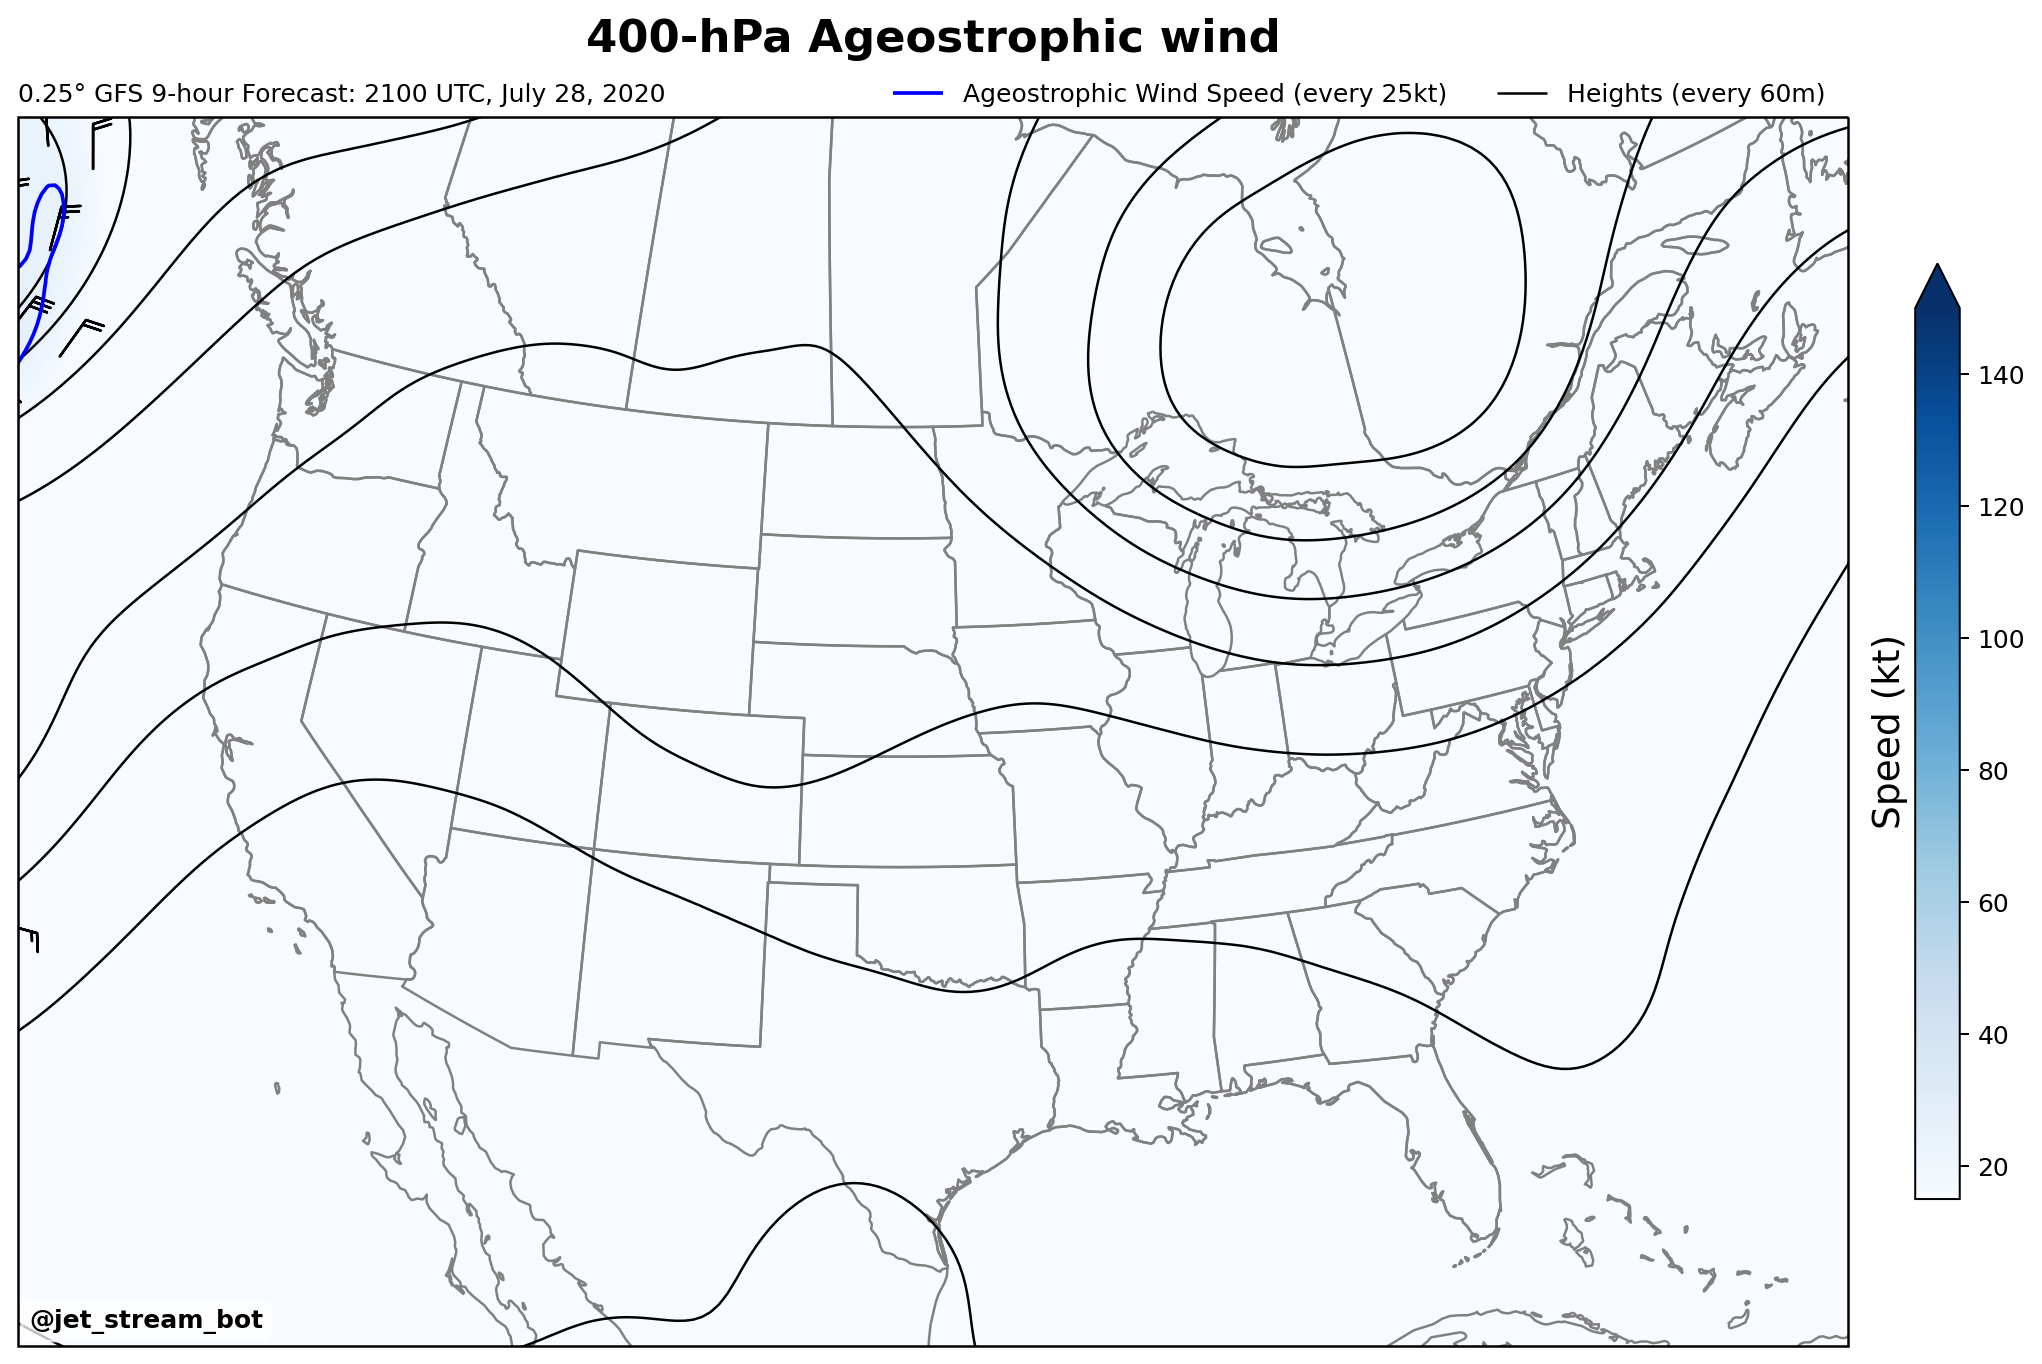 400-hPa Ageostrophic wind
0.25° GFS 9-hour Forecast: 2100 UTC, July 28, 2020
Ageostrophic Wind Speed (every 25kt)
Heights (every 60m)
140
120
100
80
60
40
20
Speed (kt)
@jet_stream_bot